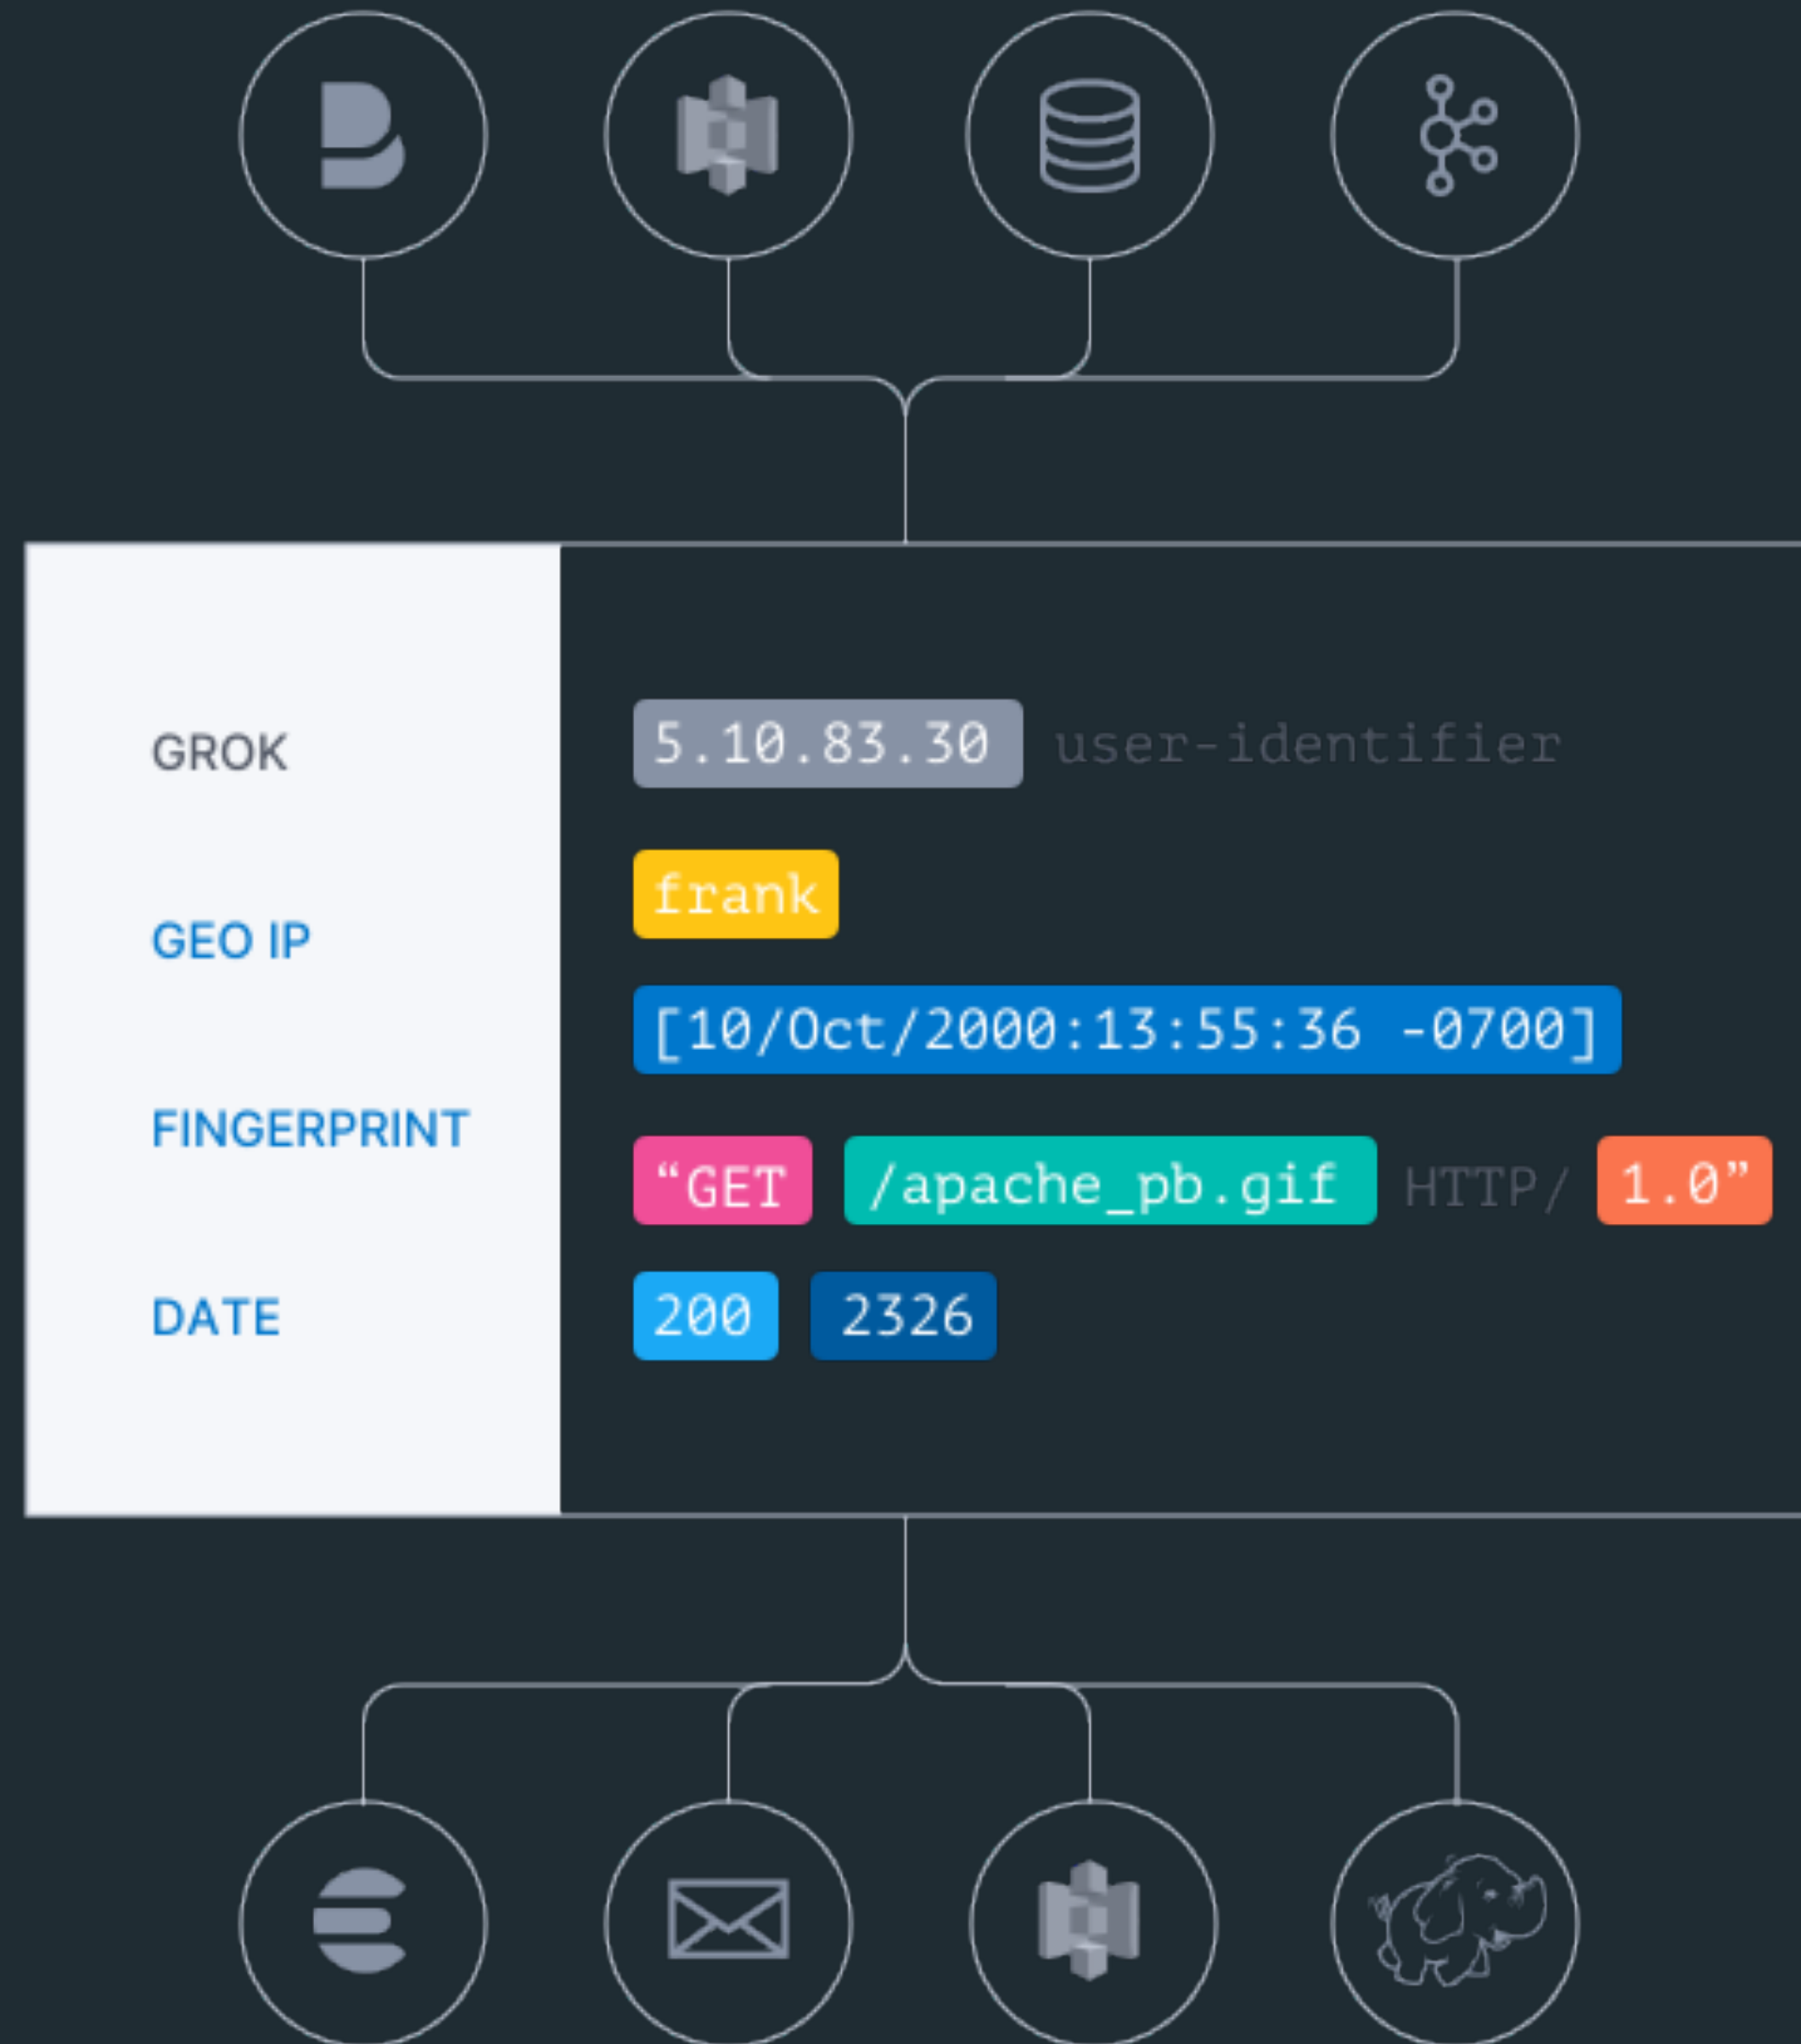 GROK
GEO IP
FINGERPRINT
DATE
5.10.83.30 user-identifier
frank
[10/Oct/2000:13:55:36 -0700]
“GET /apache_pb.gif HTTP/ 1.0”
200 2326